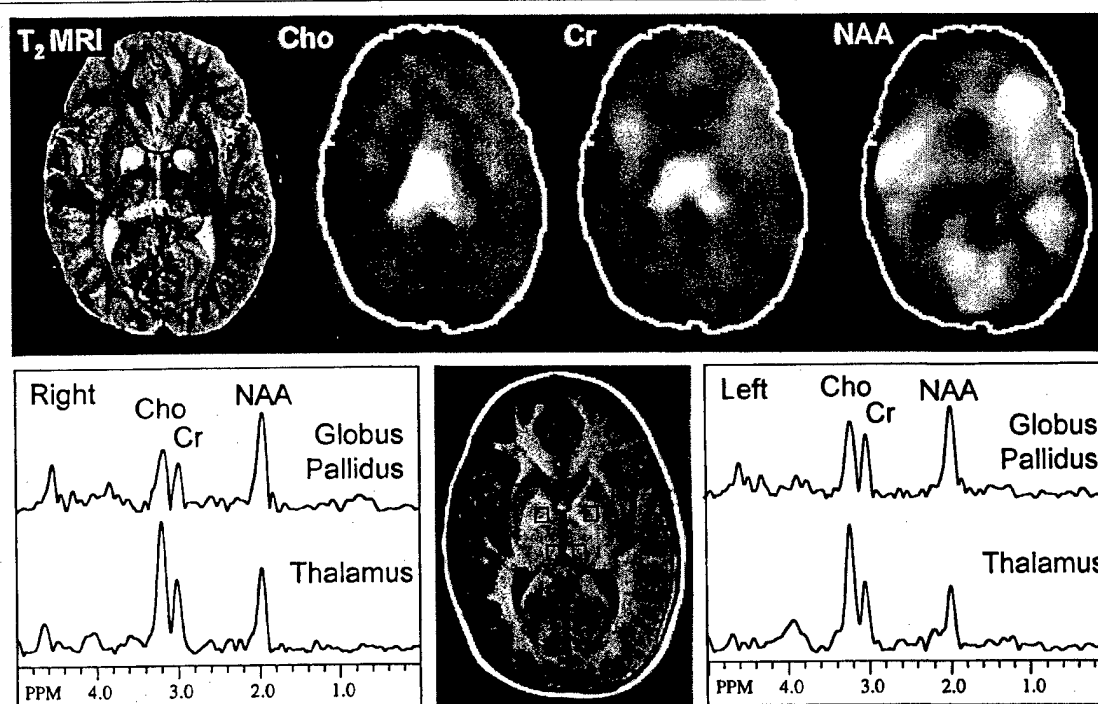 T2 MRI
Cho
Cr
NAA
Right
Cho
Cr
NAA
Globus
Pallidus
Thalamus
PPM 4.0 3.0 2.0 1.0
Left
Cho
Cr
NAA
Globus
Pallidus
Thalamus
PPM 4.0 3.0 2.0 1.0